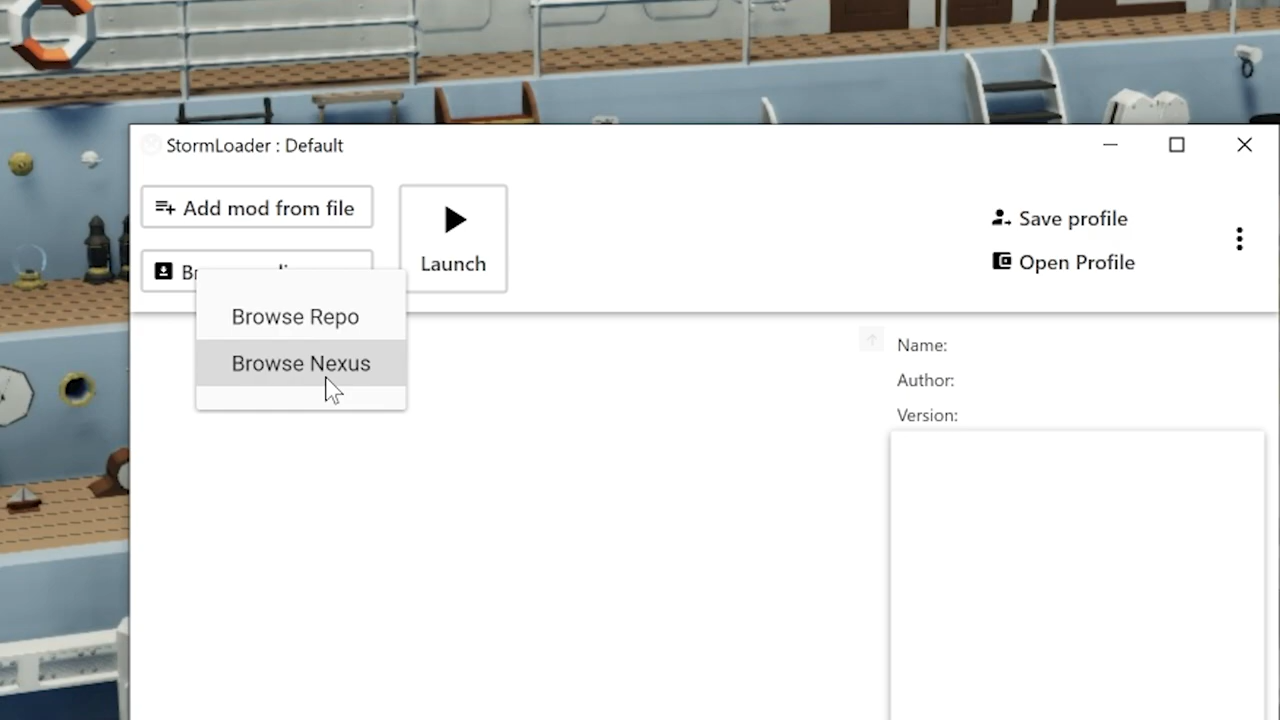 StormLoader : Default
Add mod from file
Launch
Save profile
Open Profile
Browse Repo
Browse Nexus
Name:
Author:
Version: